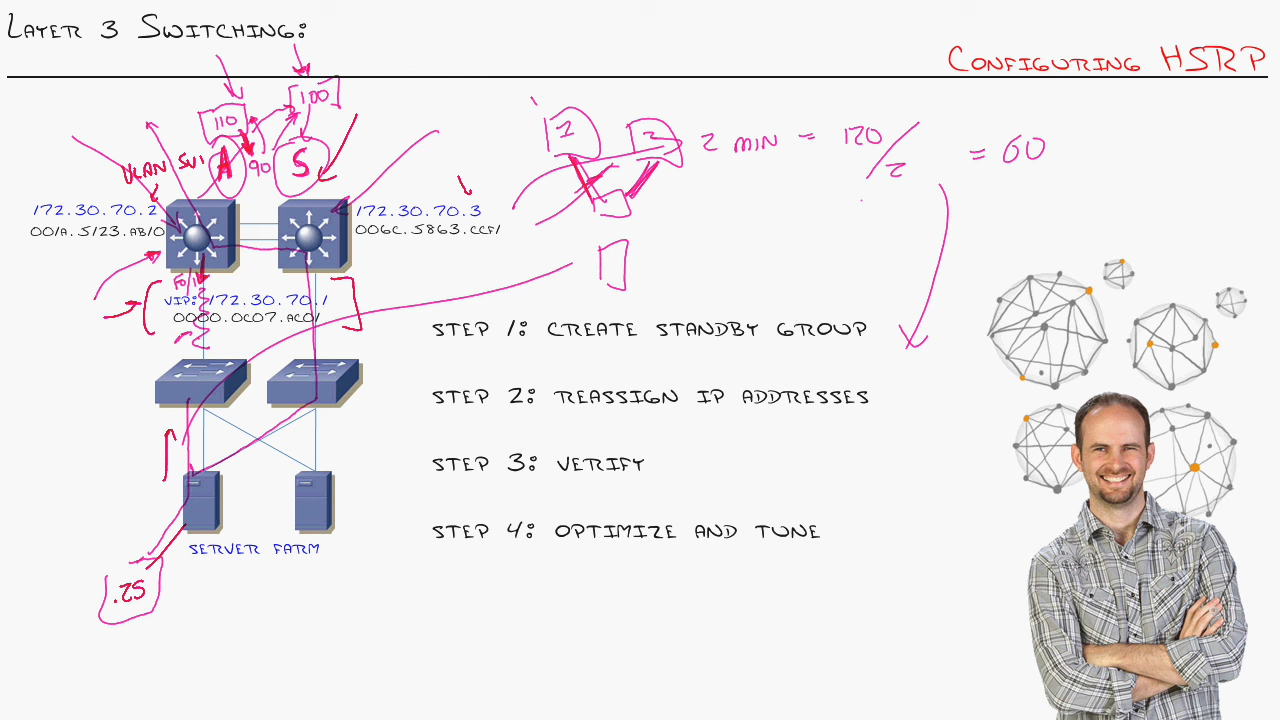 LAYER 3 SWITCHING:
CONFIGURING HSRP
110
100
VLAN SVI
A
90
S
2
2
2 MIN = 120/2 = 60
172.30.70.2
001A.5123.AB10
172.30.70.3
006C.5863.CCF1
F0/1
VIP: 172.30.70.1
0000.0C07.AC01
STEP 1: CREATE STANDBY GROUP
STEP 2: REASSIGN IP ADDRESSES
STEP 3: VERIFY
STEP 4: OPTIMIZE AND TUNE
SERVER FARM
.25